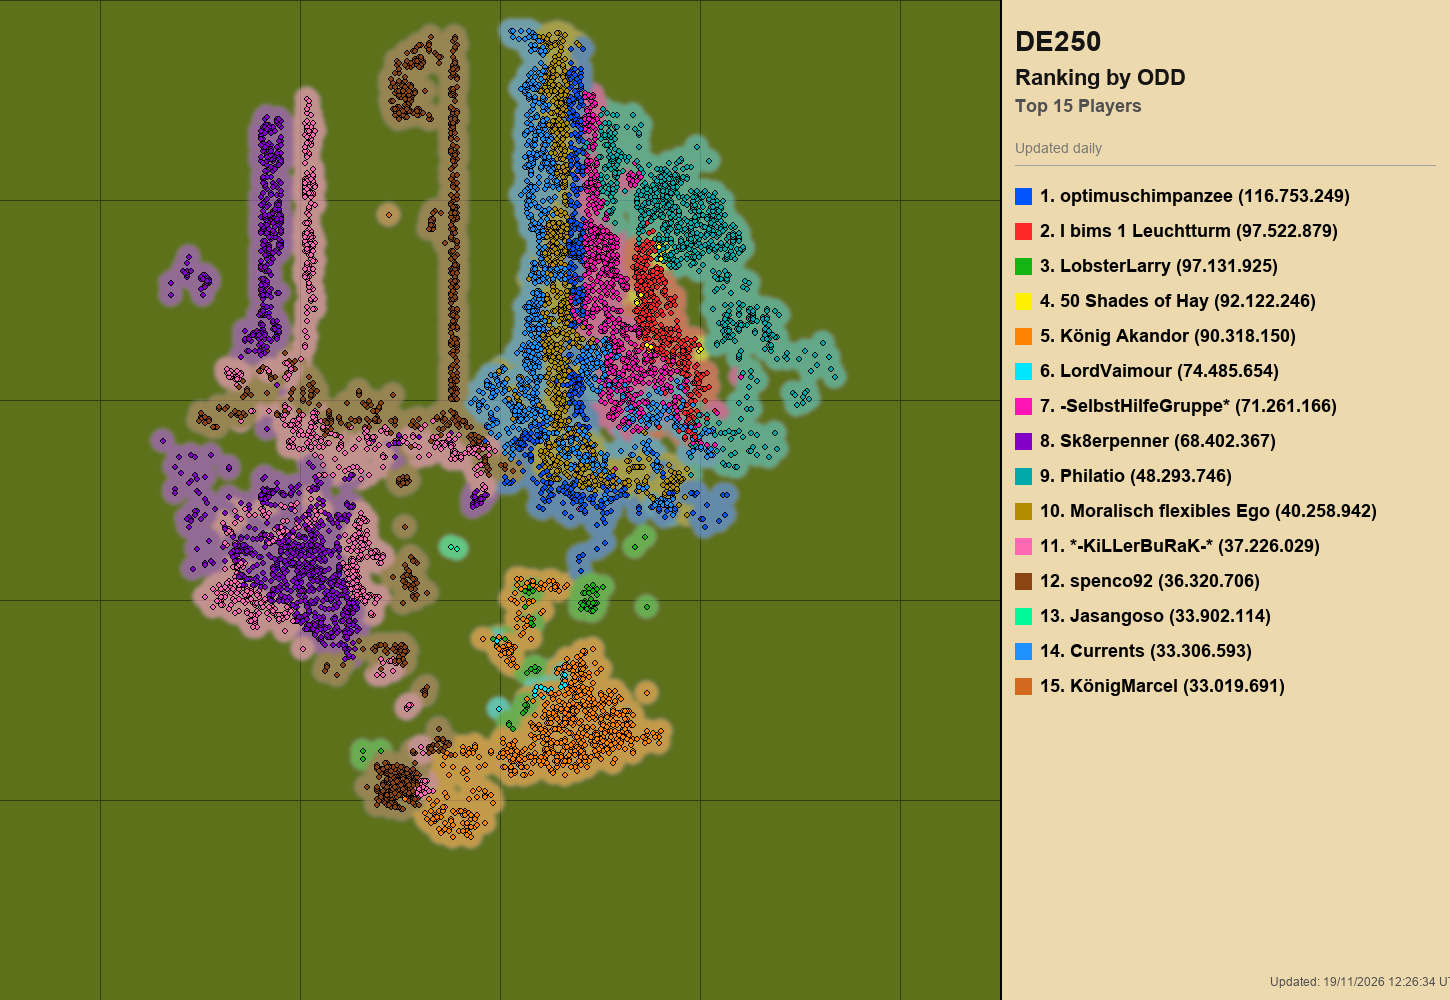 DE250
Ranking by ODD
Top 15 Players
Updated daily
1. optimuschimpanzee (116.753.249)
2. I bims 1 Leuchtturm (97.522.879)
3. LobsterLarry (97.131.925)
4. 50 Shades of Hay (92.122.246)
5. König Akandor (90.318.150)
6. LordVaimour (74.485.654)
7. -SelbstHilfeGruppe* (71.261.166)
8. Sk8erpenner (68.402.367)
9. Philatio (48.293.746)
10. Moralisch flexibles Ego (40.258.942)
11. *-KiLLerBuRaK-* (37.226.029)
12. spenco92 (36.320.706)
13. Jasangoso (33.902.114)
14. Currents (33.306.593)
15. KönigMarcel (33.019.691)
Updated: 19/11/2026 12:26:34